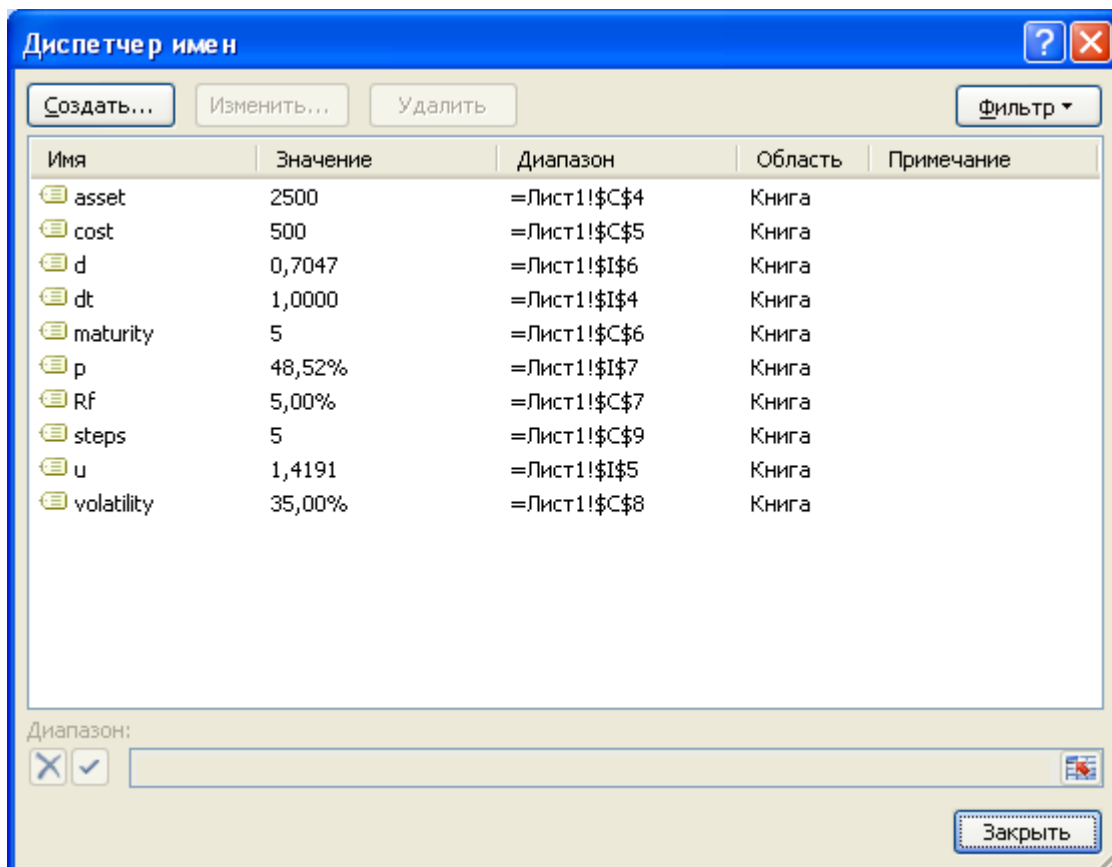 Диспетчер имен
Создать... Изменить... Удалить Фильтр
Имя Значение Диапазон Область Примечание
asset 2500 =Лист1!$C$4 Книга
cost 500 =Лист1!$C$5 Книга
d 0,7047 =Лист1!$I$6 Книга
dt 1,0000 =Лист1!$I$4 Книга
maturity 5 =Лист1!$C$6 Книга
p 48,52% =Лист1!$I$7 Книга
Rf 5,00% =Лист1!$C$7 Книга
steps 5 =Лист1!$C$9 Книга
u 1,4191 =Лист1!$I$5 Книга
volatility 35,00% =Лист1!$C$8 Книга
Диапазон:
Закрыть